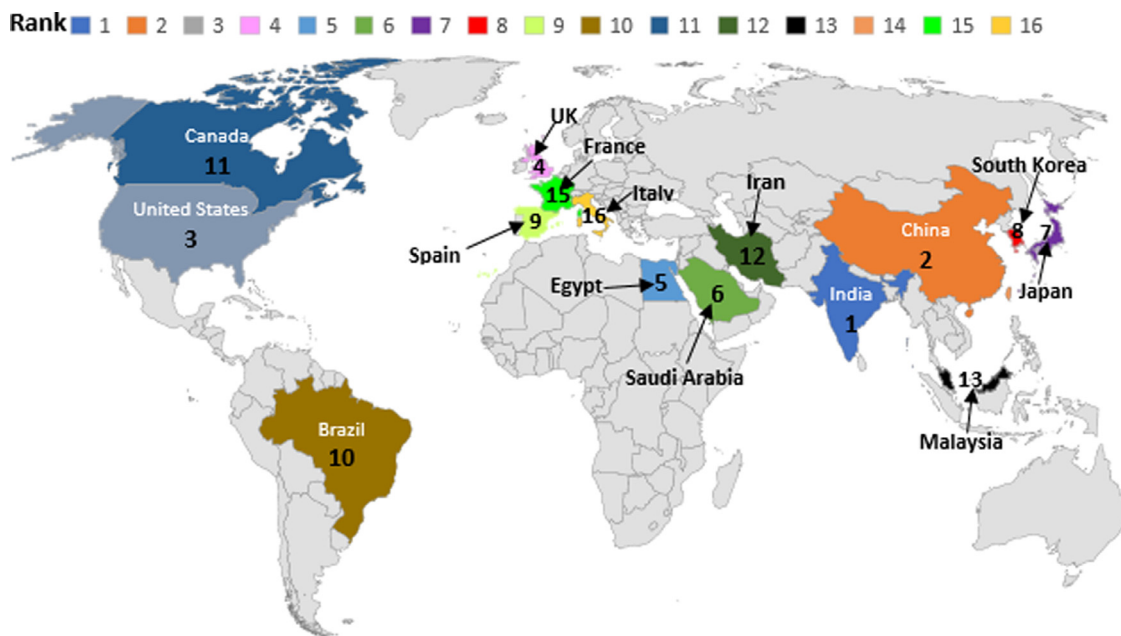 Rank 1 2 3 4 5 6 7 8 9 10 11 12 13 14 15 16
UK
Canada
France
4
South Korea
11
15
Italv
Iran
United States
9
16
8
7
China
3
12
2
Spain
Egypt
5
6
India
Japan
1
Saudi Arabia
13
Brazil
Malaysia
10